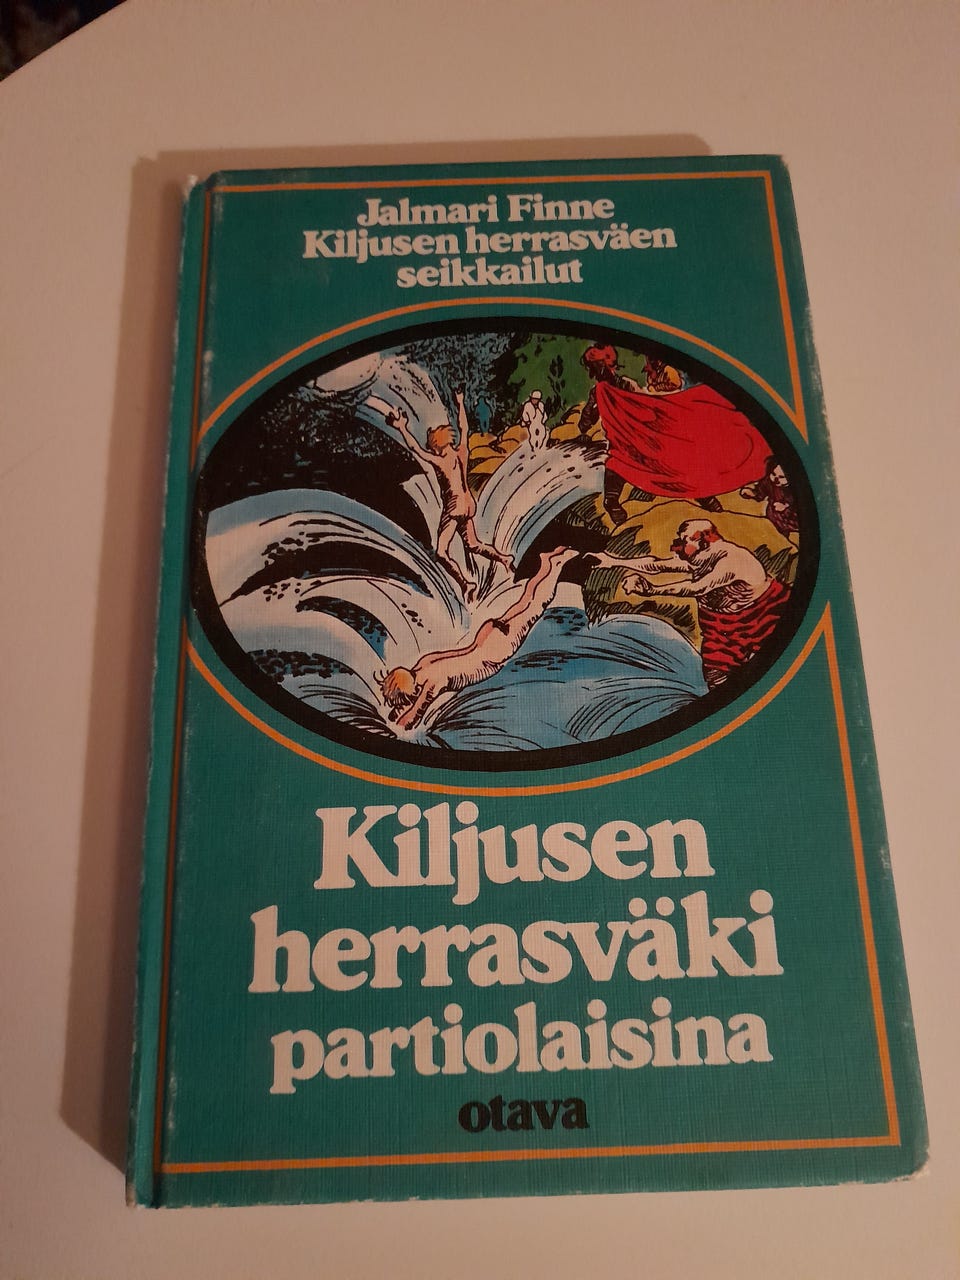 Jalmari Finne
Kiljusen herrasväen
seikkailut
Kiljusen
herrasväki
partiolaisina
otava